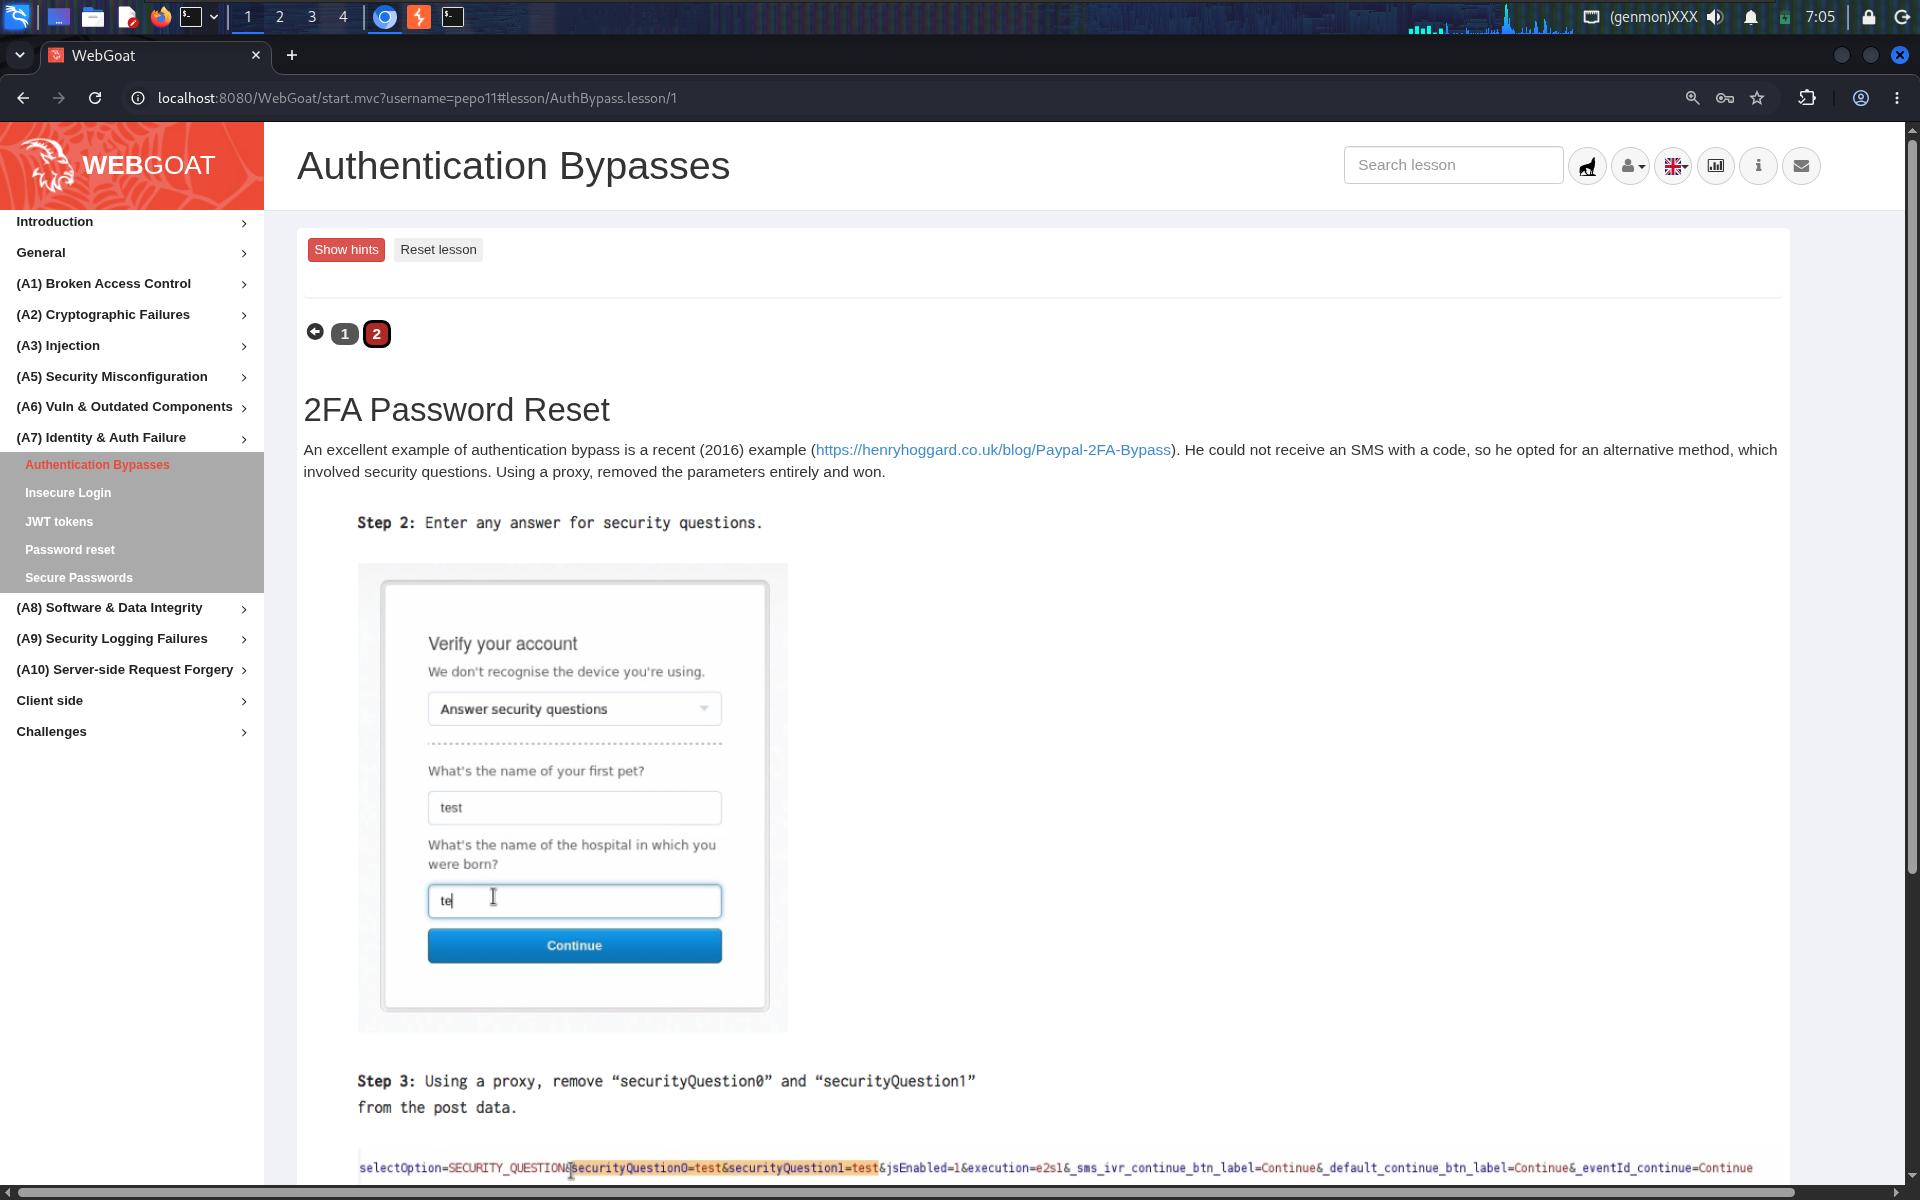 1 2 3 4
(genmon)XXX
7:05
WebGoat
localhost:8080/WebGoat/start.mvc?username=pepo11#lesson/AuthBypass.lesson/1
WEBGOAT
Authentication Bypasses
Search lesson
Introduction
General
(A1) Broken Access Control
(A2) Cryptographic Failures
(A3) Injection
(A5) Security Misconfiguration
(A6) Vuln & Outdated Components
(A7) Identity & Auth Failure
Authentication Bypasses
Insecure Login
JWT tokens
Password reset
Secure Passwords
(A8) Software & Data Integrity
(A9) Security Logging Failures
(A10) Server-side Request Forgery
Client side
Challenges
Show hints
Reset lesson
1 2
2FA Password Reset
An excellent example of authentication bypass is a recent (2016) example (https://henryhoggard.co.uk/blog/Paypal-2FA-Bypass). He could not receive an SMS with a code, so he opted for an alternative method, which
involved security questions. Using a proxy, removed the parameters entirely and won.
Step 2: Enter any answer for security questions.
Verify your account
We don't recognise the device you're using.
Answer security questions
What's the name of your first pet?
test
What's the name of the hospital in which you
were born?
te
Continue
Step 3: Using a proxy, remove “securityQuestion0” and “securityQuestion1”
from the post data.
selectOption=SECURITY_QUESTION&securityQuestion0=test&securityQuestion1=test&jsEnabled=1&execution=e2s1&_sms_ivr_continue_btn_label=Continue&_default_continue_btn_label=Continue&_eventId_continue=Continue